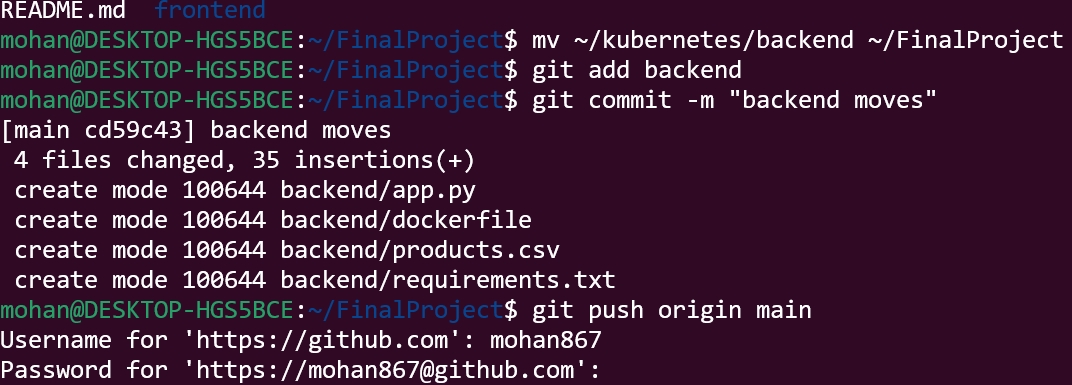 README.md  frontend
mohan@DESKTOP-HGS5BCE:~/FinalProject$ mv ~/kubernetes/backend ~/FinalProject
mohan@DESKTOP-HGS5BCE:~/FinalProject$ git add backend
mohan@DESKTOP-HGS5BCE:~/FinalProject$ git commit -m "backend moves"
[main cd59c43] backend moves
 4 files changed, 35 insertions(+)
 create mode 100644 backend/app.py
 create mode 100644 backend/dockerfile
 create mode 100644 backend/products.csv
 create mode 100644 backend/requirements.txt
mohan@DESKTOP-HGS5BCE:~/FinalProject$ git push origin main
Username for 'https://github.com': mohan867
Password for 'https://mohan867@github.com':